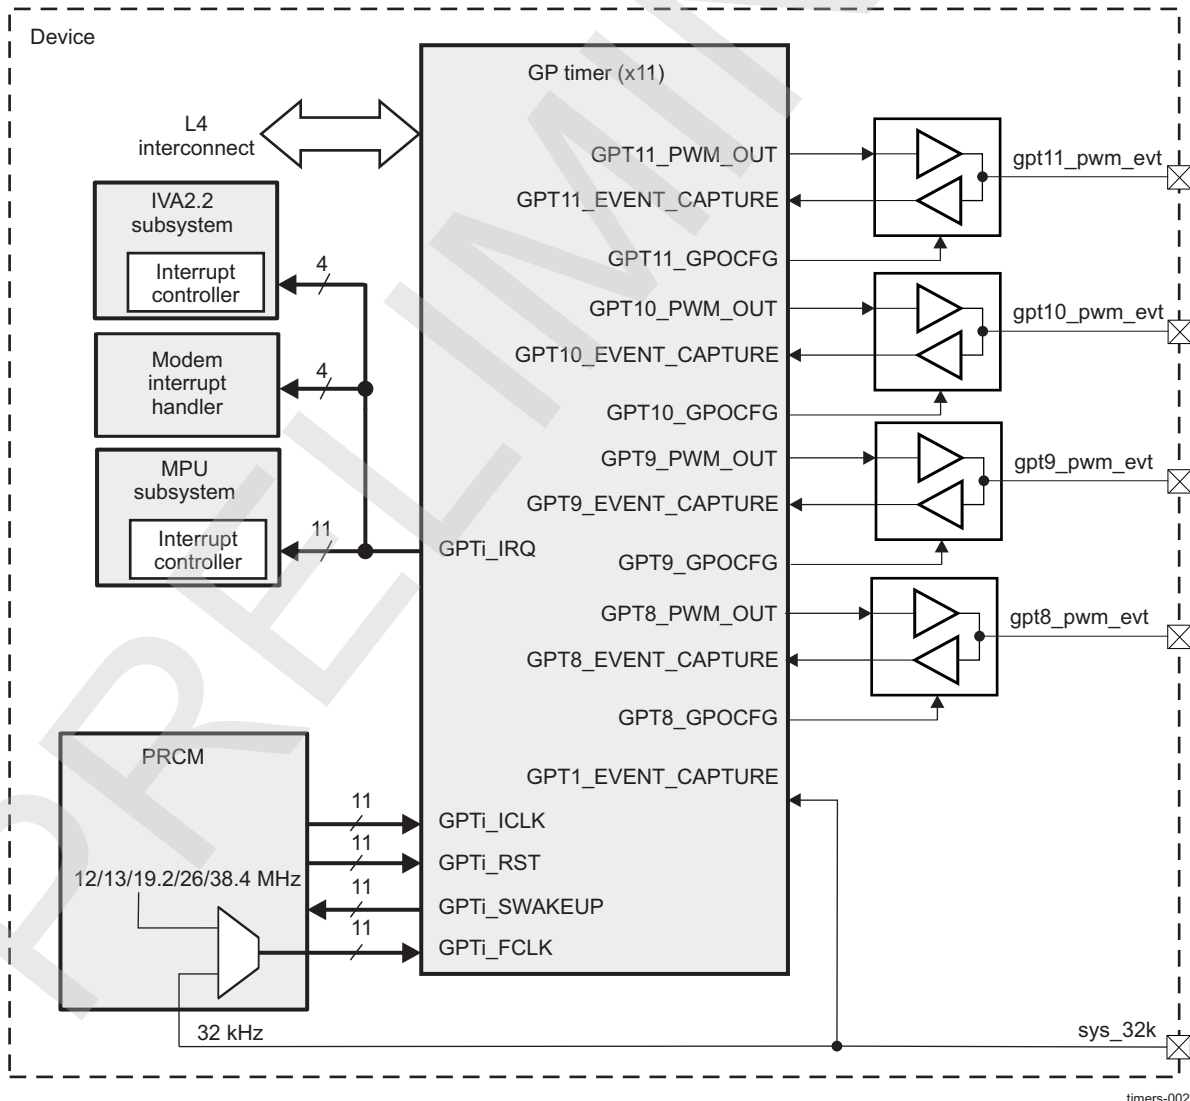 Device
GP timer (x11)
L4
interconnect
IVA2.2
subsystem
Interrupt
controller
4
Modem
interrupt
handler
4
MPU
subsystem
Interrupt
controller
11
GPTi_IRQ
GPT11_PWM_OUT
GPT11_EVENT_CAPTURE
GPT11_GPOCFG
gpt11_pwm_evt
GPT10_PWM_OUT
GPT10_EVENT_CAPTURE
GPT10_GPOCFG
gpt10_pwm_evt
GPT9_PWM_OUT
GPT9_EVENT_CAPTURE
GPT9_GPOCFG
gpt9_pwm_evt
GPT8_PWM_OUT
GPT8_EVENT_CAPTURE
GPT8_GPOCFG
gpt8_pwm_evt
GPT1_EVENT_CAPTURE
PRCM
12/13/19.2/26/38.4 MHz
11
GPTi_ICLK
11
GPTi_RST
11
GPTi_SWAKEUP
11
GPTi_FCLK
32 kHz
sys_32k
timers-002
PRELIMIN